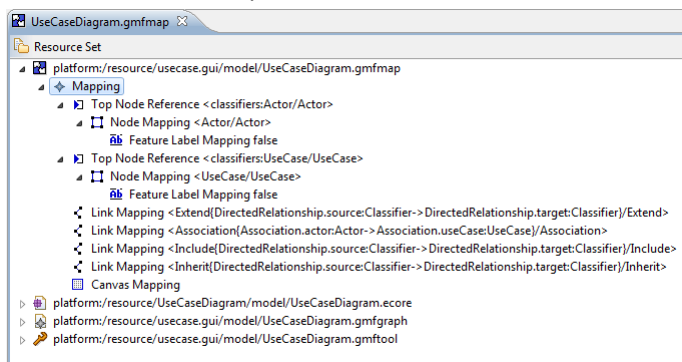 UseCaseDiagram.gmfmap
Resource Set
platform:/resource/usecase.gui/model/UseCaseDiagram.gmfmap
Mapping
Top Node Reference <classifiers:Actor/Actor>
Node Mapping <Actor/Actor>
Feature Label Mapping false
Top Node Reference <classifiers:UseCase/UseCase>
Node Mapping <UseCase/UseCase>
Feature Label Mapping false
Link Mapping <Extend{DirectedRelationship.source:Classifier->DirectedRelationship.target:Classifier}/Extend>
Link Mapping <Association{Association.actor:Actor->Association.useCase:UseCase}/Association>
Link Mapping <Include{DirectedRelationship.source:Classifier->DirectedRelationship.target:Classifier}/Include>
Link Mapping <Inherit{DirectedRelationship.source:Classifier->DirectedRelationship.target:Classifier}/Inherit>
Canvas Mapping
platform:/resource/UseCaseDiagram/model/UseCaseDiagram.ecore
platform:/resource/usecase.gui/model/UseCaseDiagram.gmfgraph
platform:/resource/usecase.gui/model/UseCaseDiagram.gmftool